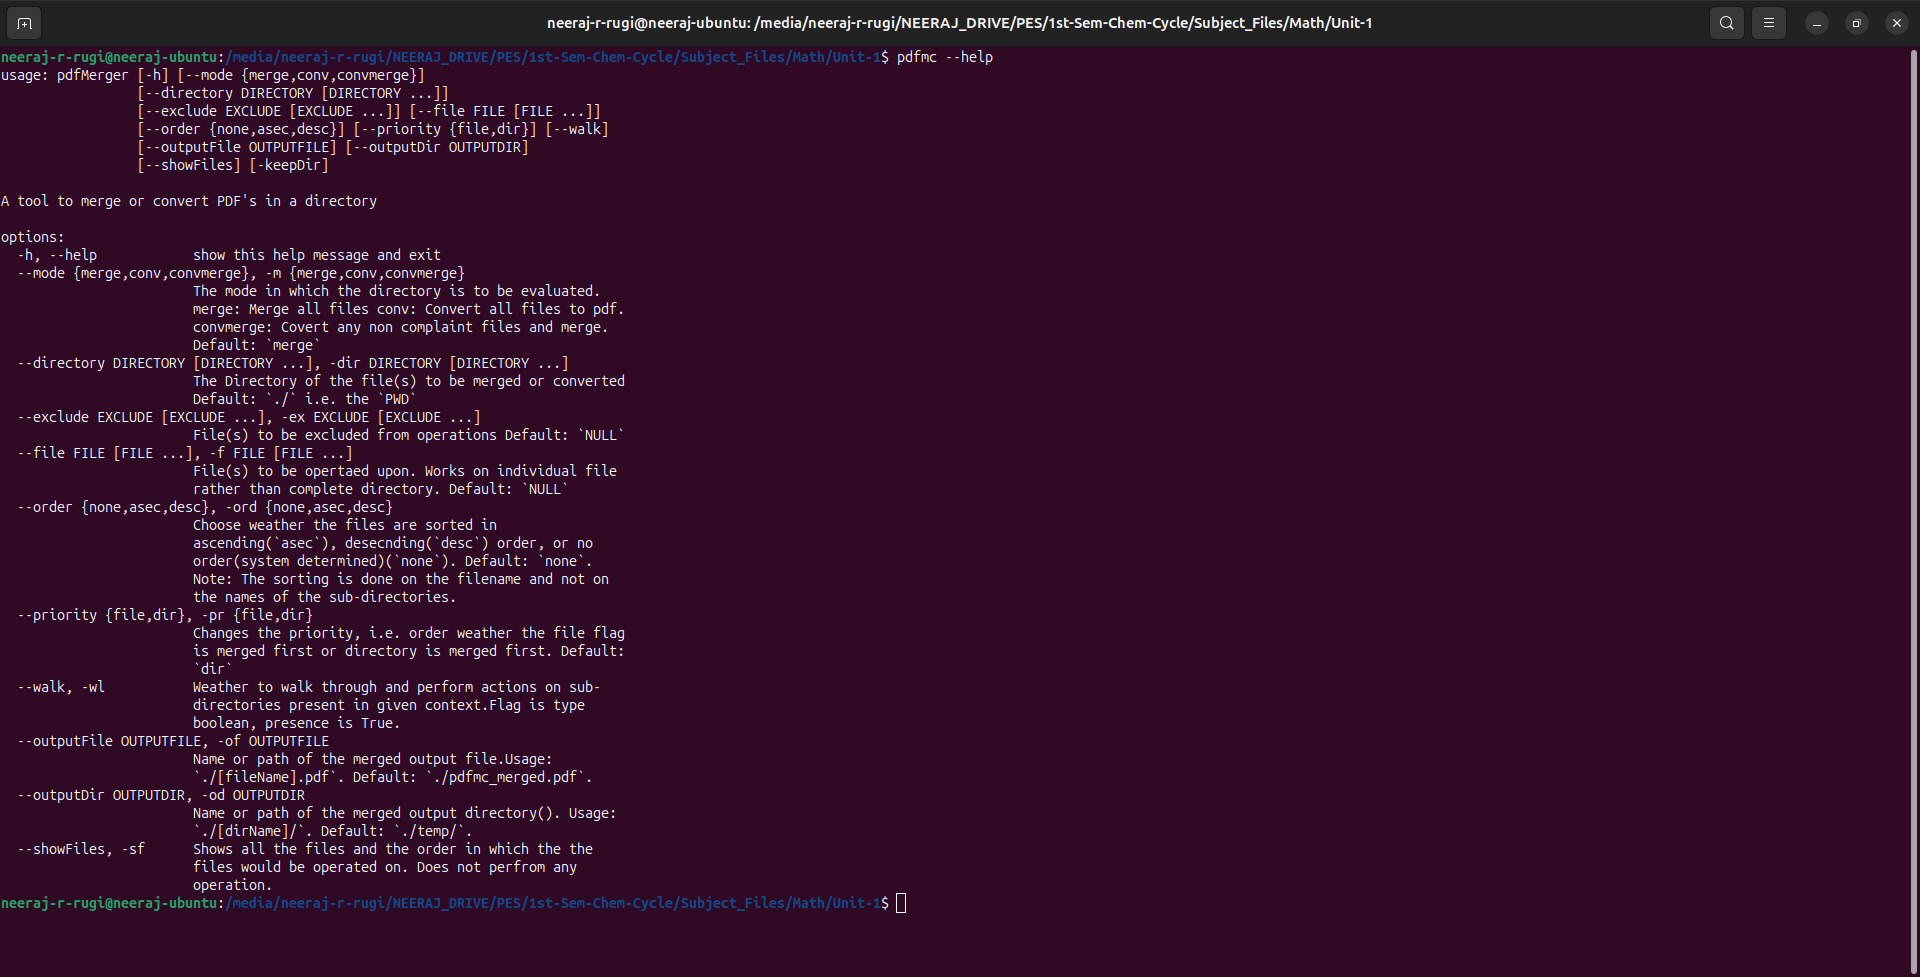 neeraj-r-rugi@neeraj-ubuntu: /media/neeraj-r-rugi/NEERAJ_DRIVE/PES/1st-Sem-Chem-Cycle/Subject_Files/Math/Unit-1
neeraj-r-rugi@neeraj-ubuntu:/media/neeraj-r-rugi/NEERAJ_DRIVE/PES/1st-Sem-Chem-Cycle/Subject_Files/Math/Unit-1$ pdfmc --help
usage: pdfMerger [-h] [--mode {merge,conv,convmerge}]
                 [--directory DIRECTORY [DIRECTORY ...]]
                 [--exclude EXCLUDE [EXCLUDE ...]] [--file FILE [FILE ...]]
                 [--order {none,asec,desc}] [--priority {file,dir}] [--walk]
                 [--outputFile OUTPUTFILE] [--outputDir OUTPUTDIR]
                 [--showFiles] [-keepDir]

A tool to merge or convert PDF's in a directory

options:
  -h, --help            show this help message and exit
  --mode {merge,conv,convmerge}, -m {merge,conv,convmerge}
                        The mode in which the directory is to be evaluated.
                        merge: Merge all files conv: Convert all files to pdf.
                        convmerge: Covert any non complaint files and merge.
                        Default: `merge`
  --directory DIRECTORY [DIRECTORY ...], -dir DIRECTORY [DIRECTORY ...]
                        The Directory of the file(s) to be merged or converted
                        Default: `./` i.e. the `PWD`
  --exclude EXCLUDE [EXCLUDE ...], -ex EXCLUDE [EXCLUDE ...]
                        File(s) to be excluded from operations Default: `NULL`
  --file FILE [FILE ...], -f FILE [FILE ...]
                        File(s) to be opertaed upon. Works on individual file
                        rather than complete directory. Default: `NULL`
  --order {none,asec,desc}, -ord {none,asec,desc}
                        Choose weather the files are sorted in
                        ascending(`asec`), desecnding(`desc`) order, or no
                        order(system determined)(`none`). Default: `none`.
                        Note: The sorting is done on the filename and not on
                        the names of the sub-directories.
  --priority {file,dir}, -pr {file,dir}
                        Changes the priority, i.e. order weather the file flag
                        is merged first or directory is merged first. Default:
                        `dir`
  --walk, -wl           Weather to walk through and perform actions on sub-
                        directories present in given context.Flag is type
                        boolean, presence is True.
  --outputFile OUTPUTFILE, -of OUTPUTFILE
                        Name or path of the merged output file.Usage:
                        `./[fileName].pdf`. Default: `./pdfmc_merged.pdf`.
  --outputDir OUTPUTDIR, -od OUTPUTDIR
                        Name or path of the merged output directory(). Usage:
                        `./[dirName]/`. Default: `./temp/`.
  --showFiles, -sf      Shows all the files and the order in which the the
                        files would be operated on. Does not perfrom any
                        operation.
neeraj-r-rugi@neeraj-ubuntu:/media/neeraj-r-rugi/NEERAJ_DRIVE/PES/1st-Sem-Chem-Cycle/Subject_Files/Math/Unit-1$